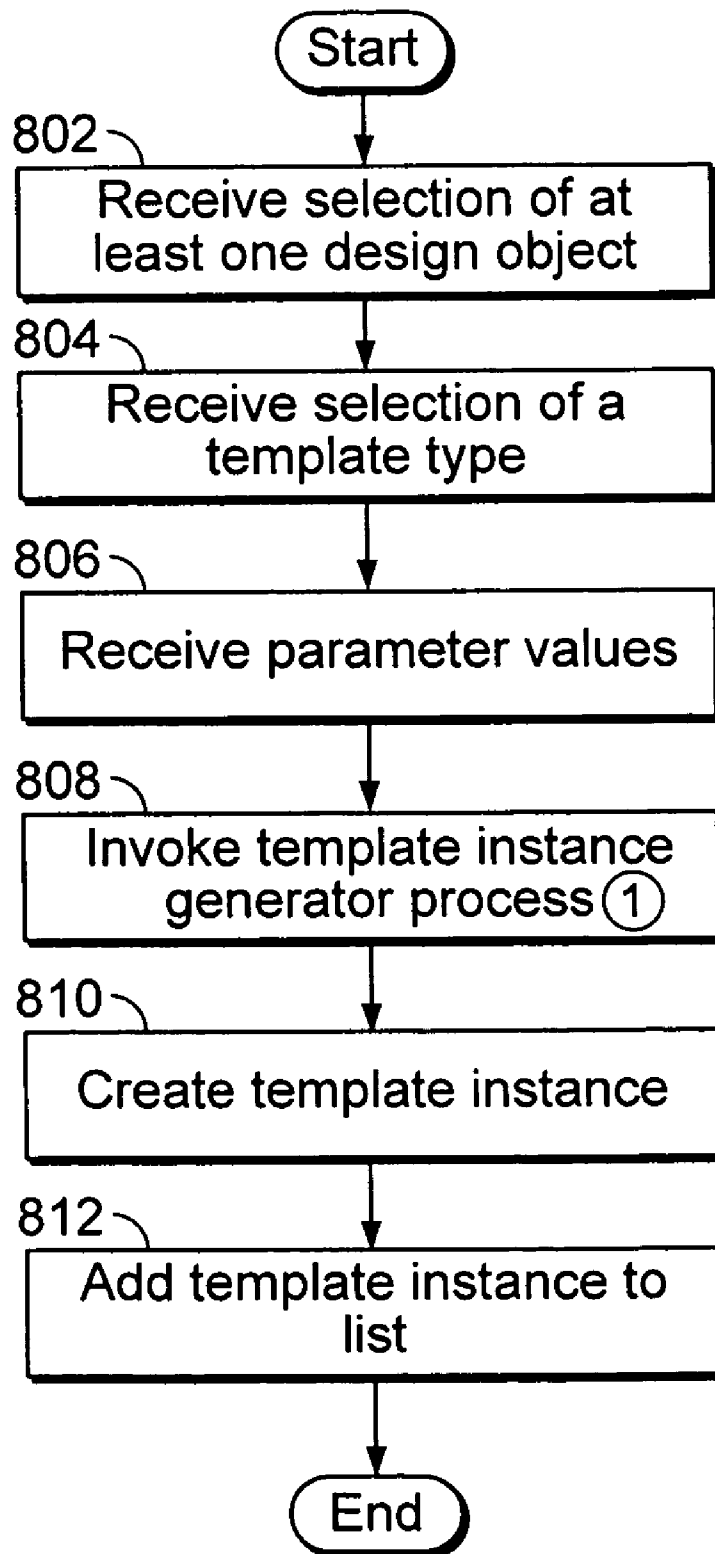 Start
802
Receive selection of at
least one design object
804
Receive selection of a
template type
806
Receive parameter values
808
Invoke template instance
generator process 1
810
Create template instance
812
Add template instance to
list
End